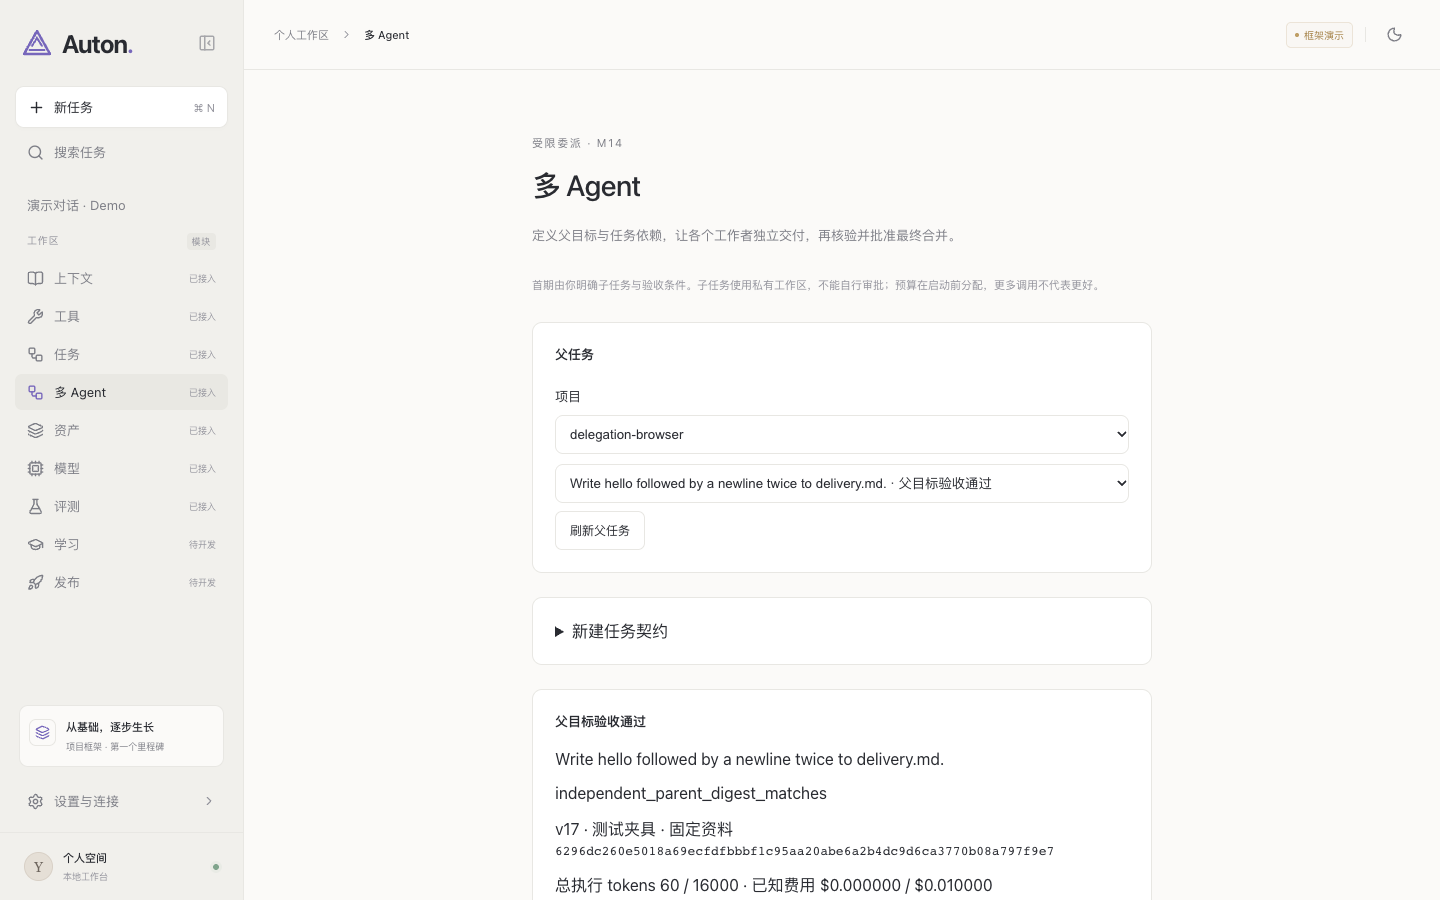 Auton.
新任务 ⌘ N
搜索任务
演示对话 · Demo
工作区 模块
上下文 已接入
工具 已接入
任务 已接入
多 Agent 已接入
资产 已接入
模型 已接入
评测 已接入
学习 待开发
发布 待开发
从基础，逐步生长
项目框架 · 第一个里程碑
设置与连接
Y 个人空间
本地工作台
个人工作区 > 多 Agent
框架演示
受限委派 · M14
多 Agent
定义父目标与任务依赖，让各个工作者独立交付，再核验并批准最终合并。
首期由你明确子任务与验收条件。子任务使用私有工作区，不能自行审批；预算在启动前分配，更多调用不代表更好。
父任务
项目
delegation-browser
Write hello followed by a newline twice to delivery.md. · 父目标验收通过
刷新父任务
新建任务契约
父目标验收通过
Write hello followed by a newline twice to delivery.md.
independent_parent_digest_matches
v17 · 测试夹具 · 固定资料
6296dc260e5018a69ecfdfbbbf1c95aa20abe6a2b4dc9d6ca3770b08a797f9e7
总执行 tokens 60 / 16000 · 已知费用 $0.000000 / $0.010000